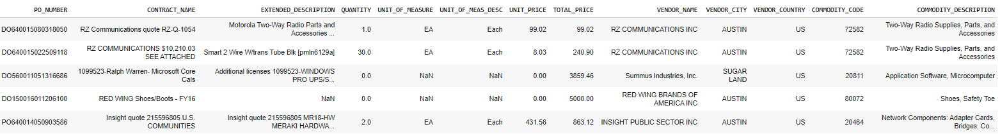 PO_NUMBER CONTRACT_NAME EXTENDED_DESCRIPTION QUANTITY UNIT_OF_MEASURE UNIT_OF_MEAS_DESC UNIT_PRICE TOTAL_PRICE VENDOR_NAME VENDOR_CITY VENDOR_COUNTRY COMMODITY_CODE COMMODITY_DESCRIPTION
DO640015080318050 RZ Communications quote RZ-Q-1054 Motorola Two-Way Radio Parts and Accessories ... 1.0 EA Each 99.02 99.02 RZ COMMUNICATIONS INC AUSTIN US 72582 Two-Way Radio Supplies, Parts, and Accessories
DO640015022509118 RZ COMMUNICATIONS $10,210.03 SEE ATTACHED Smart 2 Wire W/trans Tube Blk [pmln6129a] 30.0 EA Each 8.03 240.90 RZ COMMUNICATIONS INC AUSTIN US 72582 Two-Way Radio Supplies, Parts, and Accessories
DO560011051316686 1099523-Ralph Warren- Microsoft Core Cals Additional licenses 1099523-WINDOWS PRO UPS/S... 0.0 NaN NaN 0.00 3859.46 Summus Industries, Inc. SUGAR LAND US 20811 Application Software, Microcomputer
DO150016011206100 RED WING Shoes/Boots - FY16 NaN 0.0 NaN NaN 0.00 5000.00 RED WING BRANDS OF AMERICA INC AUSTIN US 80072 Shoes, Safety Toe
PO640014050903586 Insight quote 215596805 U.S. COMMUNITIES Insight quote 215596805 MR18-HW MERAKI HARDWA... 2.0 EA Each 431.56 863.12 INSIGHT PUBLIC SECTOR INC AUSTIN US 20464 Network Components: Adapter Cards, Bridges, Co...